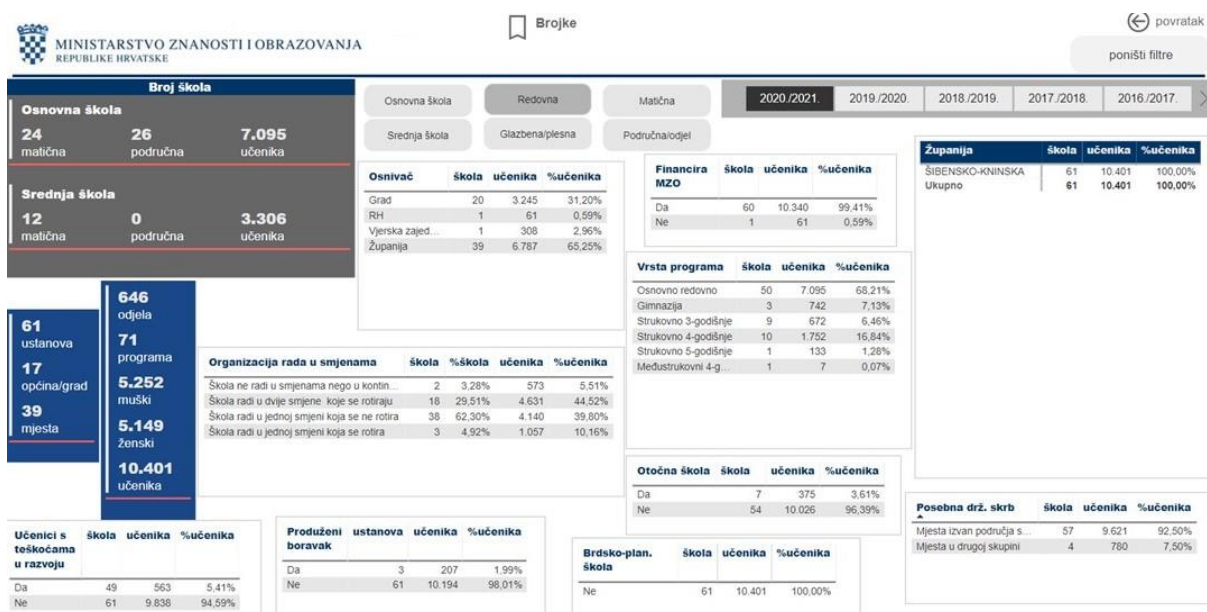 Brojke
povratak
MINISTARSTVO ZNANOSTI I OBRAZOVANJA
REPUBLIKE HRVATSKE
poništi filtre
Broj škola
Osnovna škola
24 26 7.095
matična područna učenika
Srednja škola
12 0 3.306
matična područna učenika
Osnovna škola Redovna Matična
Srednja škola Glazbena/plesna Područna/odjel
2020./2021. 2019./2020. 2018./2019. 2017./2018. 2016./2017.
Osnivač škola učenika %učenika
Grad 20 3.245 31,20%
RH 1 61 0,59%
Vjerska zajed... 1 308 2,96%
Županija 39 6.787 65,25%
Financira MZO škola učenika %učenika
Da 60 10.340 99,41%
Ne 1 61 0,59%
Županija škola učenika %učenika
ŠIBENSKO-KNINSKA 61 10.401 100,00%
Ukupno 61 10.401 100,00%
Vrsta programa škola učenika %učenika
Osnovno redovno 50 7.095 68,21%
Gimnazija 3 742 7,13%
Strukovno 3-godišnje 9 672 6,46%
Strukovno 4-godišnje 10 1.752 16,84%
Strukovno 5-godišnje 1 133 1,28%
Međustrukovni 4-g... 1 7 0,07%
61
ustanova
17
općina/grad
39
mjesta
646
odjela
71
programa
5.252
muški
5.149
ženski
10.401
učenika
Organizacija rada u smjenama škola %škola učenika %učenika
Škola ne radi u smjenama nego u kontin... 2 3,28% 573 5,51%
Škola radi u dvije smjene koje se rotiraju 18 29,51% 4.631 44,52%
Škola radi u jednoj smjeni koja se ne rotira 38 62,30% 4.140 39,80%
Škola radi u jednoj smjeni koja se rotira 3 4,92% 1.057 10,16%
Otočna škola škola učenika %učenika
Da 7 375 3,61%
Ne 54 10.026 96,39%
Posebna drž. skrb škola učenika %učenika
Mjesta izvan područja s... 57 9.621 92,50%
Mjesta u drugoj skupini 4 780 7,50%
Učenici s teškoćama u razvoju škola učenika %učenika
Da 49 563 5,41%
Ne 61 9.838 94,59%
Produženi boravak ustanova učenika %učenika
Da 3 207 1,99%
Ne 61 10.194 98,01%
Brdsko-plan. škola škola učenika %učenika
Ne 61 10.401 100,00%